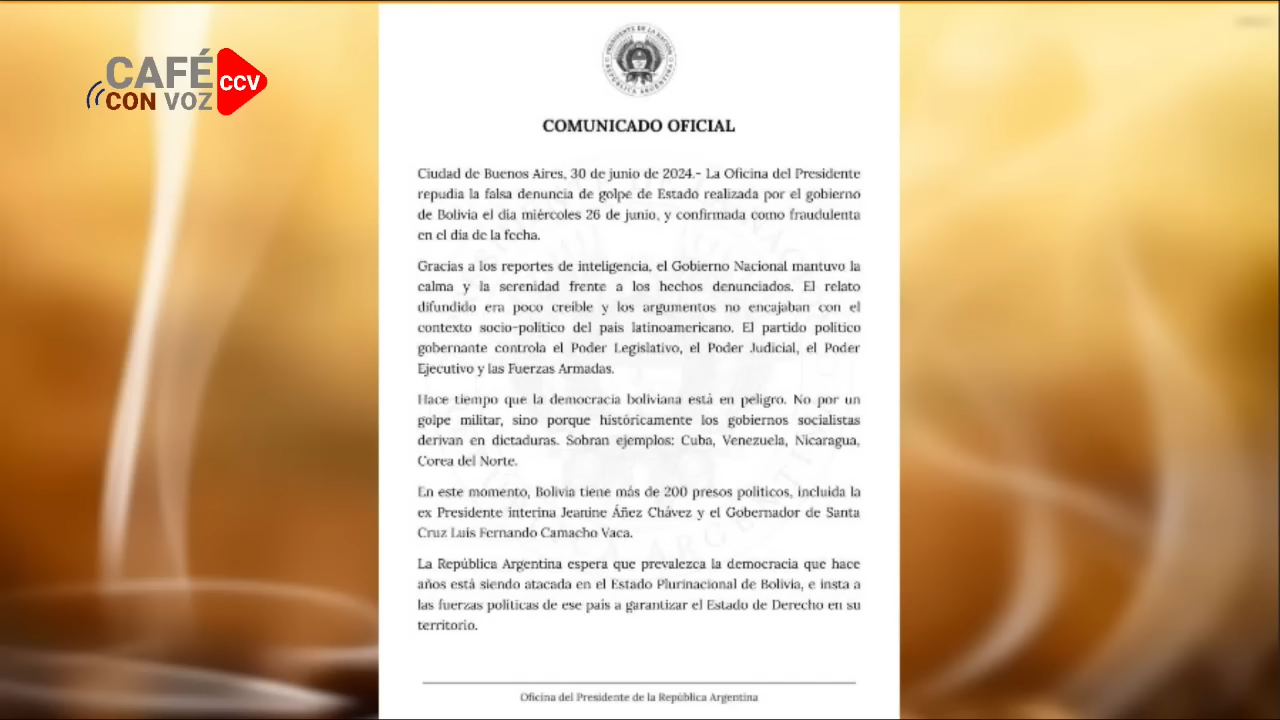 CAFÉ
CON VOZ
CCV
PRESIDENTE DE LA NACIÓN
REPÚBLICA ARGENTINA
COMUNICADO OFICIAL
Ciudad de Buenos Aires, 30 de junio de 2024.- La Oficina del Presidente
repudia la falsa denuncia de golpe de Estado realizada por el gobierno
de Bolivia el día miércoles 26 de junio, y confirmada como fraudulenta
en el día de la fecha.
Gracias a los reportes de inteligencia, el Gobierno Nacional mantuvo la
calma y la serenidad frente a los hechos denunciados. El relato
difundido era poco creíble y los argumentos no encajaban con el
contexto socio-político del país latinoamericano. El partido político
gobernante controla el Poder Legislativo, el Poder Judicial, el Poder
Ejecutivo y las Fuerzas Armadas.
Hace tiempo que la democracia boliviana está en peligro. No por un
golpe militar, sino porque históricamente los gobiernos socialistas
derivan en dictaduras. Sobran ejemplos: Cuba, Venezuela, Nicaragua,
Corea del Norte.
En este momento, Bolivia tiene más de 200 presos políticos, incluida la
ex Presidente interina Jeanine Áñez Chávez y el Gobernador de Santa
Cruz Luis Fernando Camacho Vaca.
La República Argentina espera que prevalezca la democracia que hace
años está siendo atacada en el Estado Plurinacional de Bolivia, e insta a
las fuerzas políticas de ese país a garantizar el Estado de Derecho en su
territorio.
Oficina del Presidente de la República Argentina